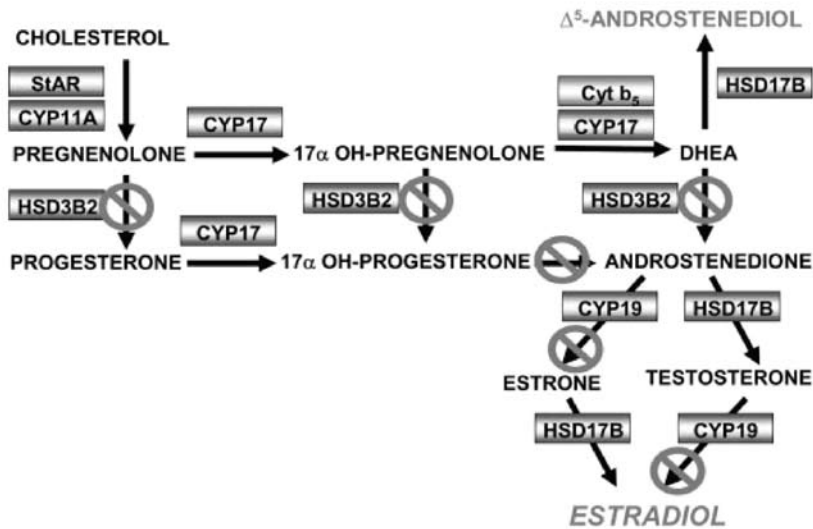 CHOLESTEROL
Δ⁵-ANDROSTENEDIOL
StAR
CYP11A
CYP17
Cyt b₅
CYP17
HSD17B
PREGNENOLONE
17α OH-PREGNENOLONE
DHEA
HSD3B2
HSD3B2
HSD3B2
CYP17
PROGESTERONE
17α OH-PROGESTERONE
ANDROSTENEDIONE
CYP19
HSD17B
ESTRONE
TESTOSTERONE
HSD17B
CYP19
ESTRADIOL